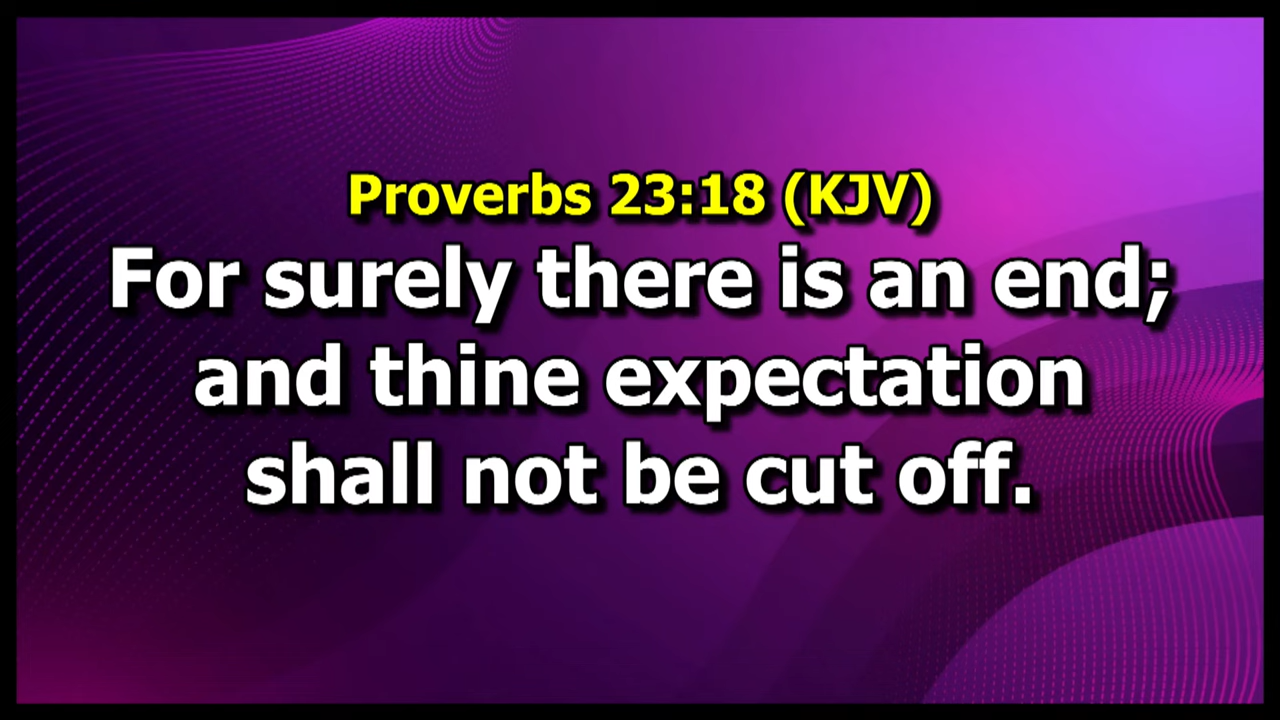 Proverbs 23:18 (KJV)
For surely there is an end;
and thine expectation
shall not be cut off.